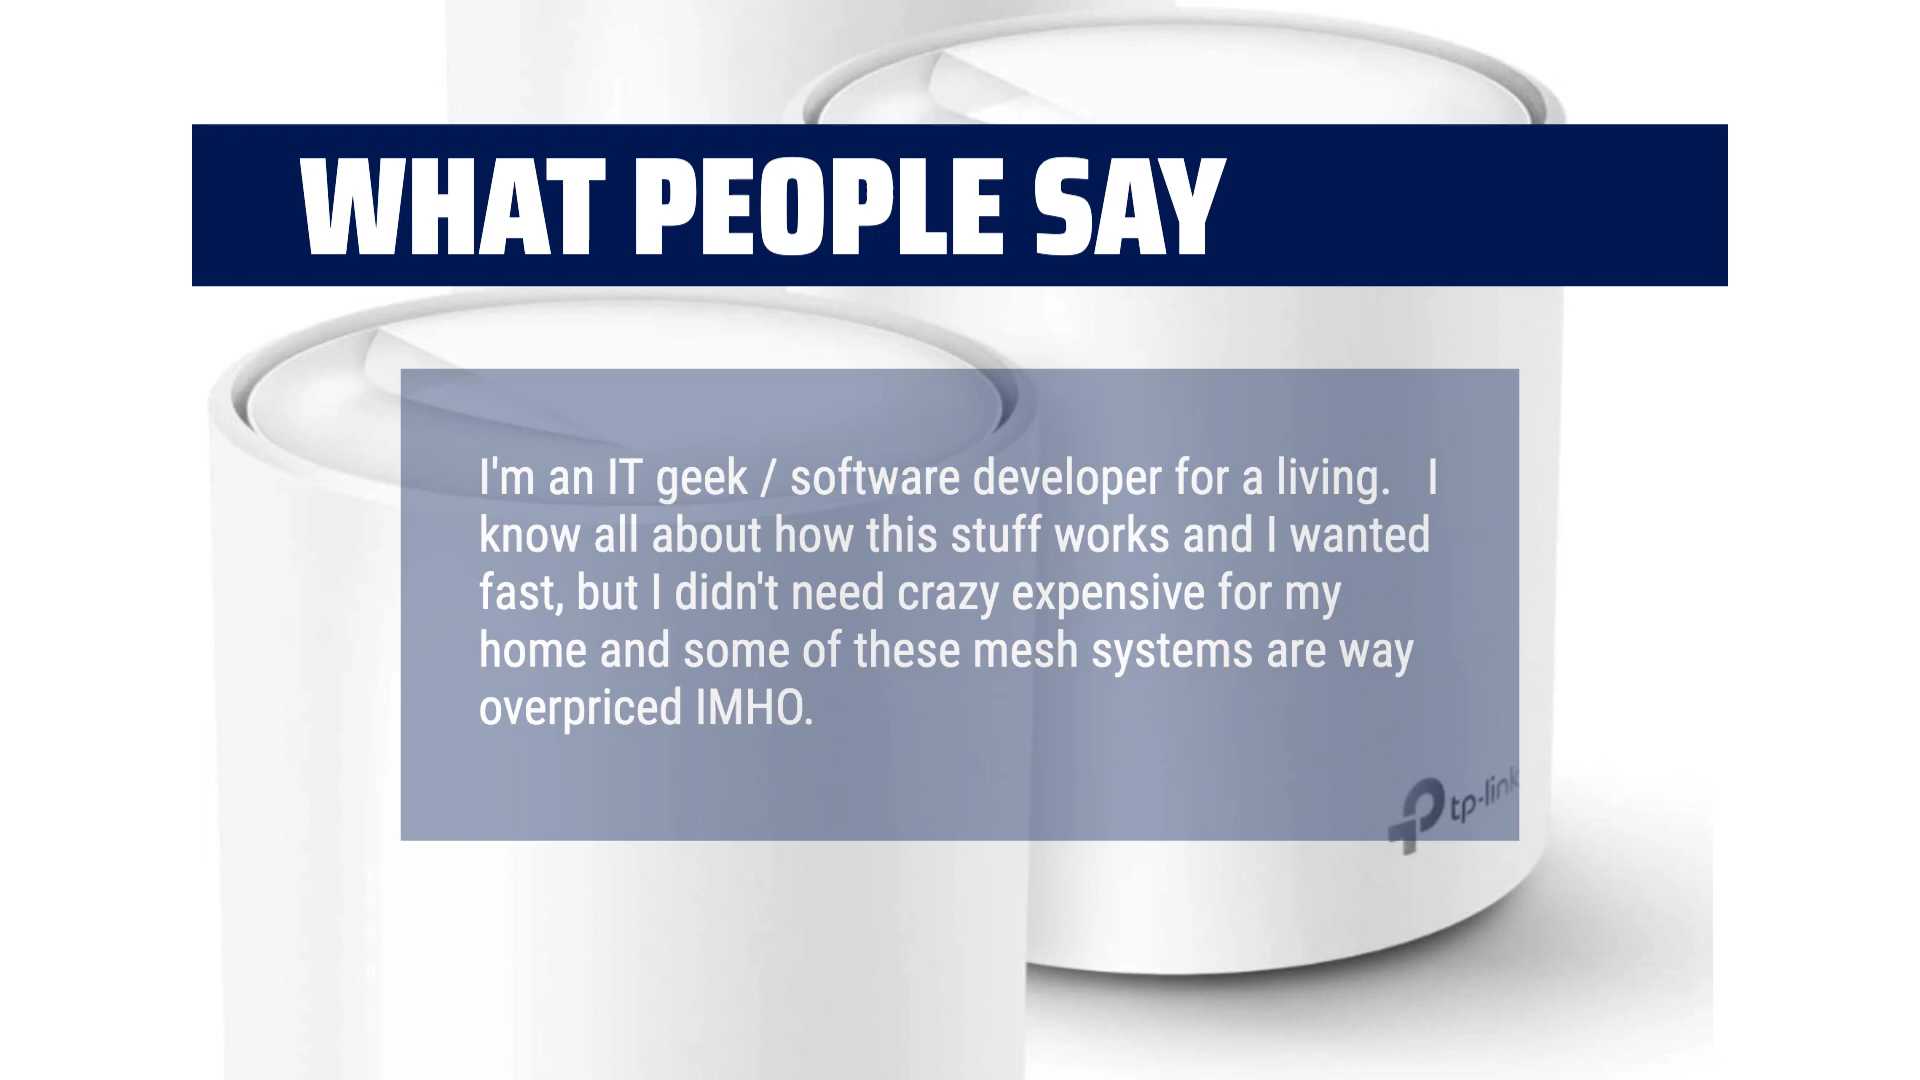 WHAT PEOPLE SAY
I'm an IT geek / software developer for a living.   I
know all about how this stuff works and I wanted
fast, but I didn't need crazy expensive for my
home and some of these mesh systems are way
overpriced IMHO.
tp-link